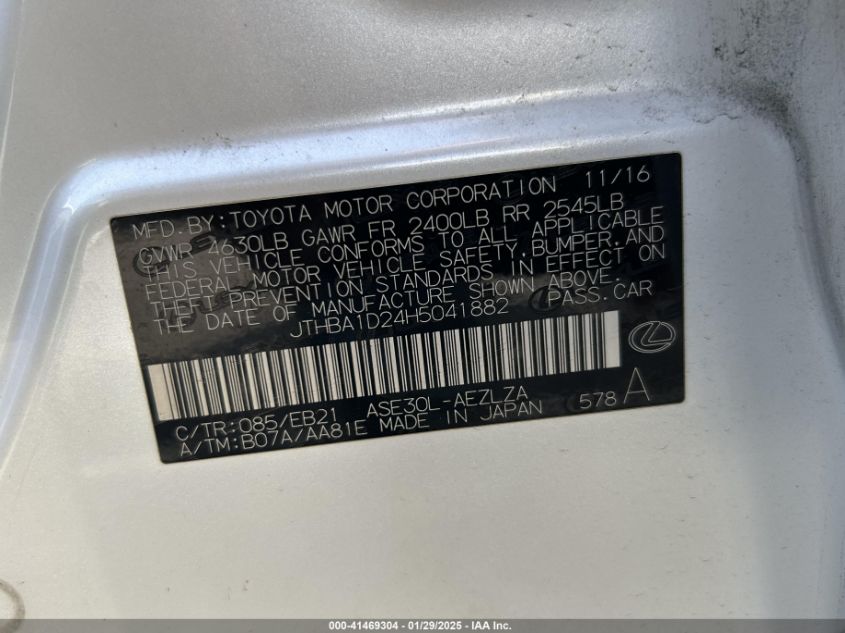 MFD. BY: TOYOTA MOTOR CORPORATION 11/16
GVWR 4630LB GAWR FR 2400LB RR 2545LB
THIS VEHICLE CONFORMS TO ALL APPLICABLE
FEDERAL MOTOR VEHICLE SAFETY, BUMPER, AND
THEFT PREVENTION STANDARDS IN EFFECT ON
THE DATE OF MANUFACTURE SHOWN ABOVE.
JTHBA1D24H5041882 PASS. CAR
C/TR: 085/EB21 ASE30L-AEZLZA
A/TM: B07A/AA81E MADE IN JAPAN 578 A
000-41469304 / 01/29/2025 - IAA Inc.